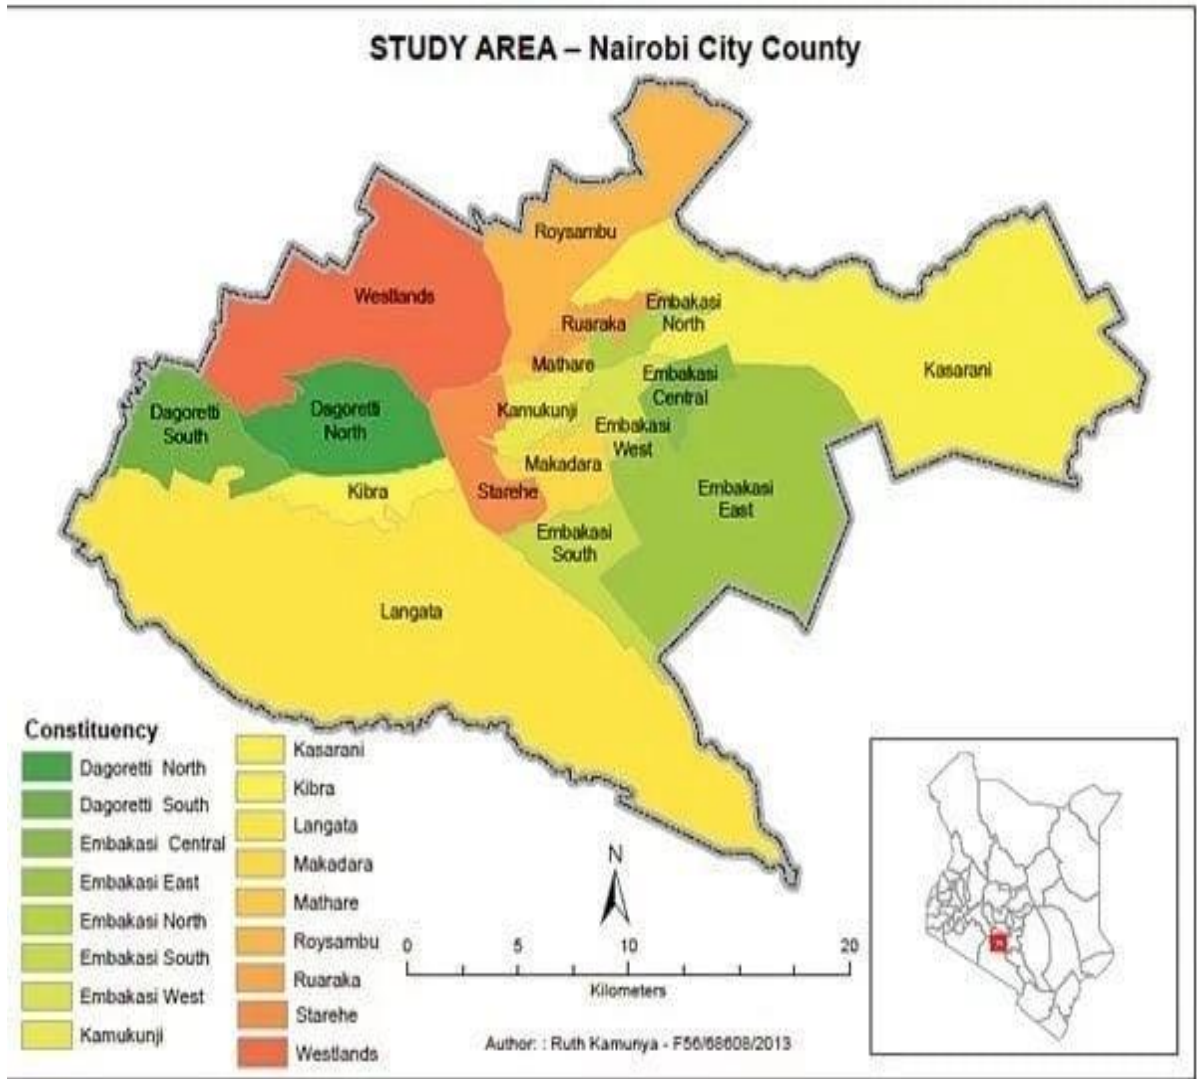 STUDY AREA – Nairobi City County
Roysambu
Westlands
Embakasi
North
Ruaraka
Mathare
Kasarani
Embakasi
Central
Dagoretti
South
Dagoretti
North
Kamukunji
Embakasi
West
Makadara
Kibra
Starehe
Embakasi
East
Embakasi
South
Langata
Constituency
Dagoretti North
Dagoretti South
Embakasi Central
Embakasi East
Embakasi North
Embakasi South
Embakasi West
Kamukunji
Kasarani
Kibra
Langata
Makadara
Mathare
Roysambu
Ruaraka
Starehe
Westlands
N
0 5 10 20
Kilometers
Author: : Ruth Kamunya - F56/68608/2013